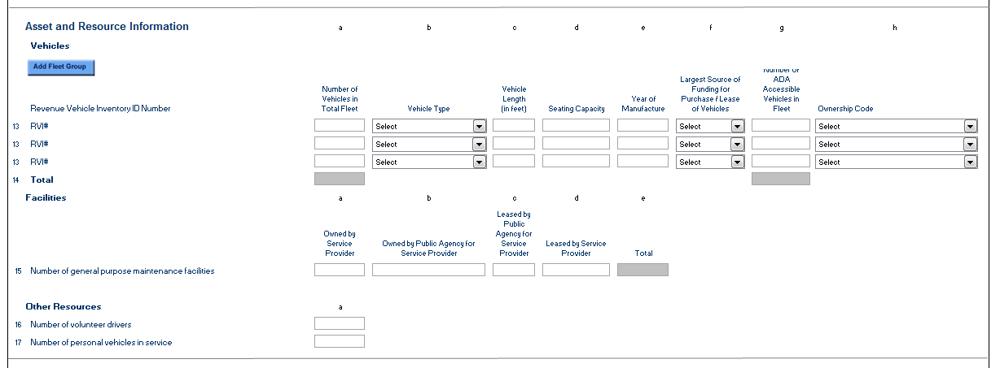 Asset and Resource Information a b c d e f g h
Vehicles
Add Fleet Group
Revenue Vehicle Inventory ID Number
Number of
Vehicles in
Total Fleet
Vehicle Type
Vehicle
Length
(in feet)
Seating Capacity
Year of
Manufacture
Largest Source of
Funding for
Purchase / Lease
of Vehicles
Number of
ADA
Accessible
Vehicles in
Fleet
Ownership Code
13 RVI# Select Select Select
13 RVI# Select Select Select
13 RVI# Select Select Select
14 Total
Facilities a b c d e
Owned by
Service
Provider
Owned by Public Agency for
Service Provider
Leased by
Public
Agency for
Service
Provider
Leased by Service
Provider
Total
15 Number of general purpose maintenance facilities
Other Resources a
16 Number of volunteer drivers
17 Number of personal vehicles in service